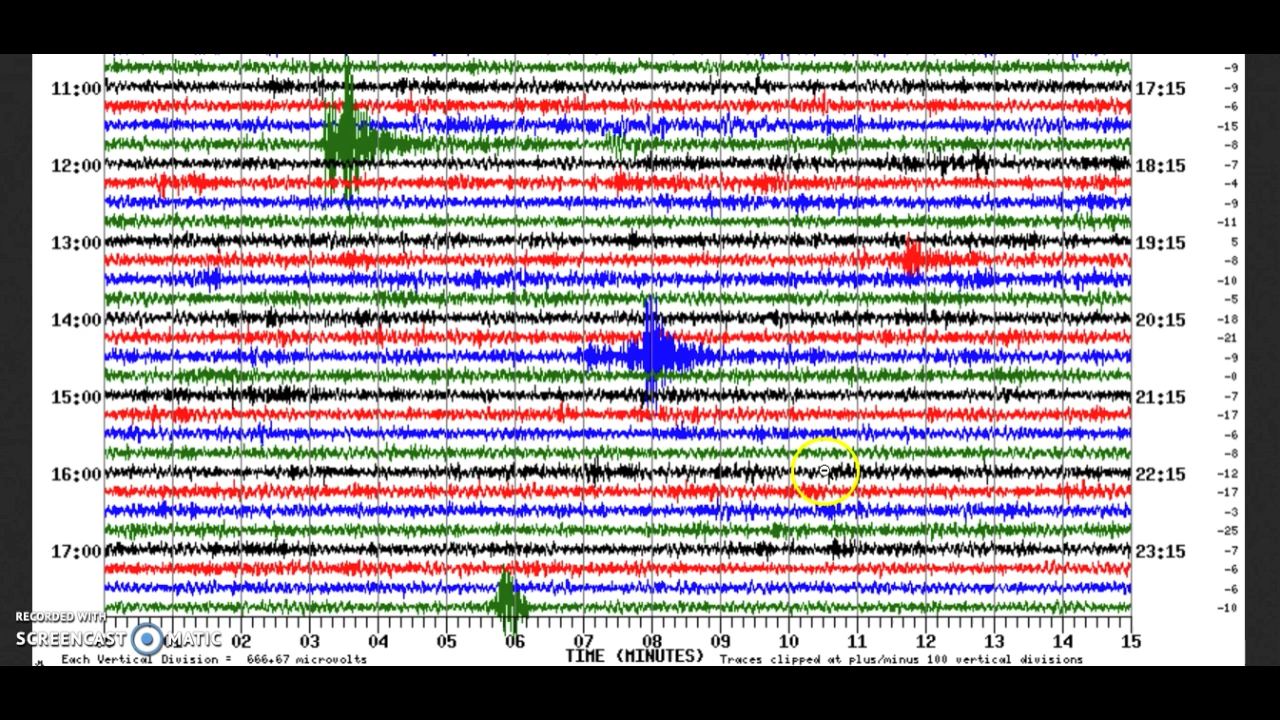 -9
11:00 17:15 -9
-6
-15
-8
12:00 18:15 -7
-4
-9
-11
13:00 19:15 5
-8
-10
-5
14:00 20:15 -18
-21
-9
-0
15:00 21:15 -7
-17
-6
-8
16:00 22:15 -12
-17
-3
-25
17:00 23:15 -7
-6
-6
-10
RECORDED WITH
SCREENCAST MATIC
02 03 04 05 06 07 08 09 10 11 12 13 14 15
TIME (MINUTES)
Each Vertical Division = 666.67 microvolts
Traces clipped at plus/minus 100 vertical divisions